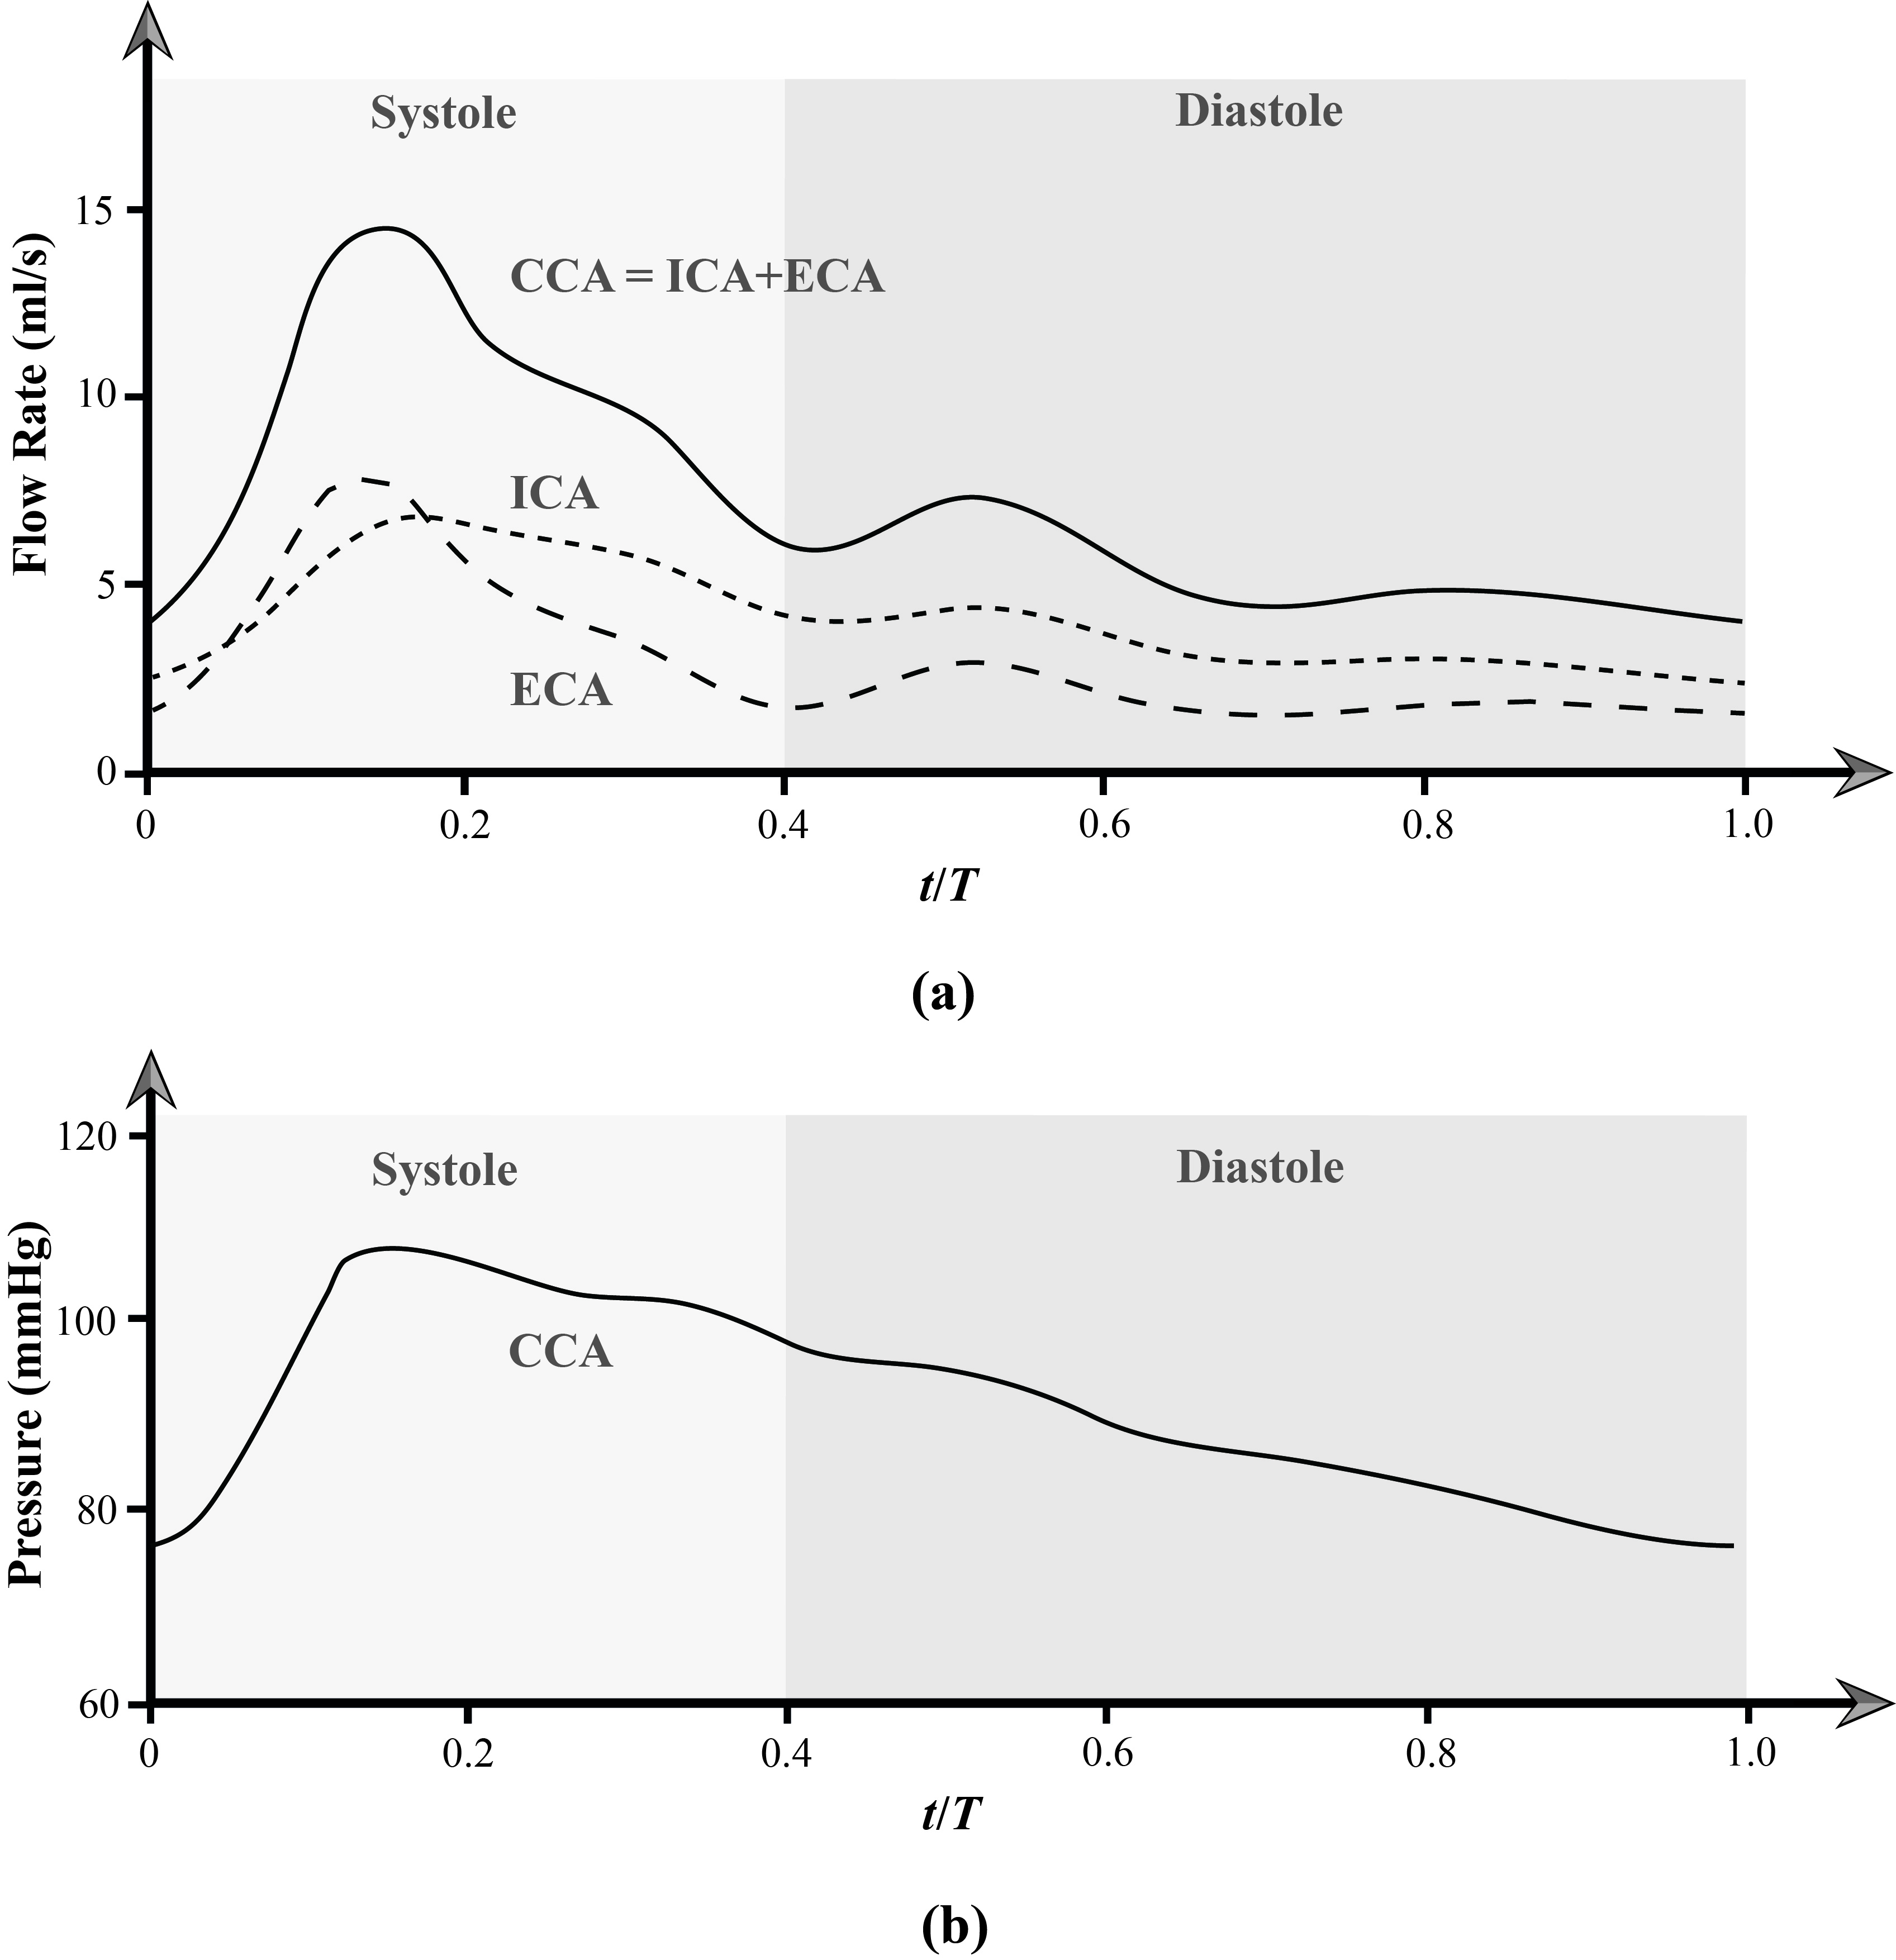 Systole
Diastole
15
CCA = ICA+ECA
10
ICA
5
ECA
0
Flow Rate (ml/s)
0 0.2 0.4 0.6 0.8 1.0
t/T
(a)
120
Systole
Diastole
100
CCA
80
60
Pressure (mmHg)
0 0.2 0.4 0.6 0.8 1.0
t/T
(b)